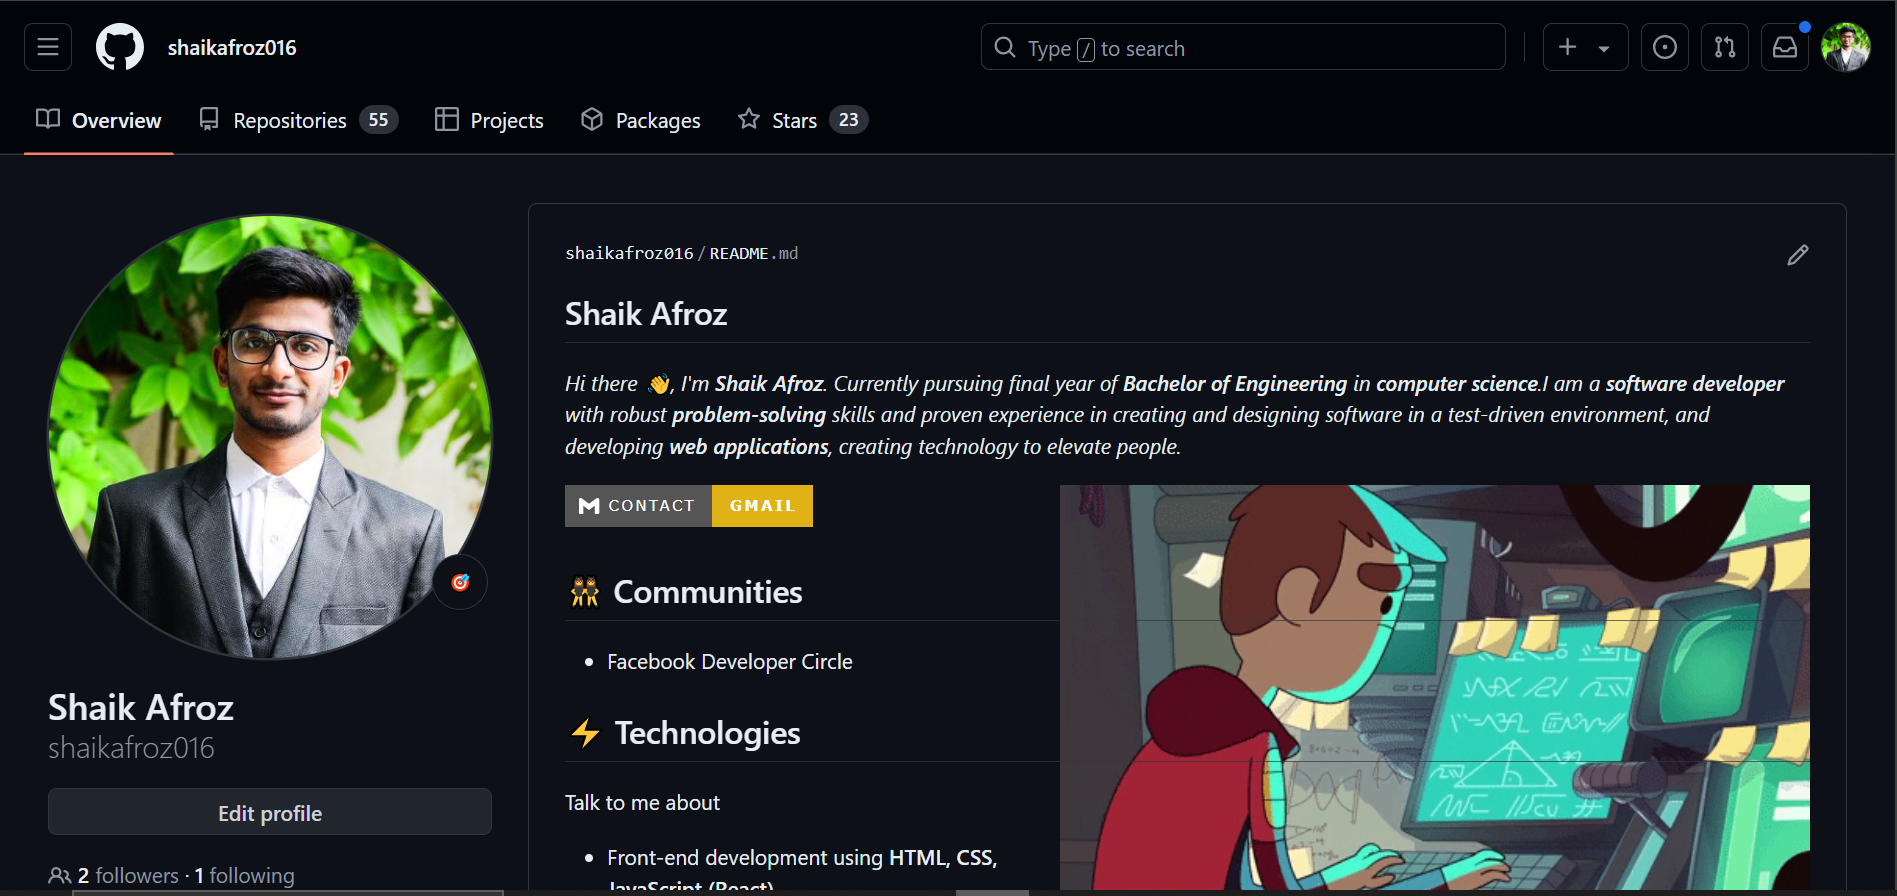 shaikafroz016
Type / to search
Overview
Repositories 55
Projects
Packages
Stars 23
shaikafroz016/README.md
Shaik Afroz
Hi there 👋, I'm Shaik Afroz. Currently pursuing final year of Bachelor of Engineering in computer science.I am a software developer
with robust problem-solving skills and proven experience in creating and designing software in a test-driven environment, and
developing web applications, creating technology to elevate people.
CONTACT GMAIL
👯 Communities
• Facebook Developer Circle
⚡ Technologies
Talk to me about
• Front-end development using HTML, CSS,
JavaScript (React)
Shaik Afroz
shaikafroz016
Edit profile
2 followers · 1 following